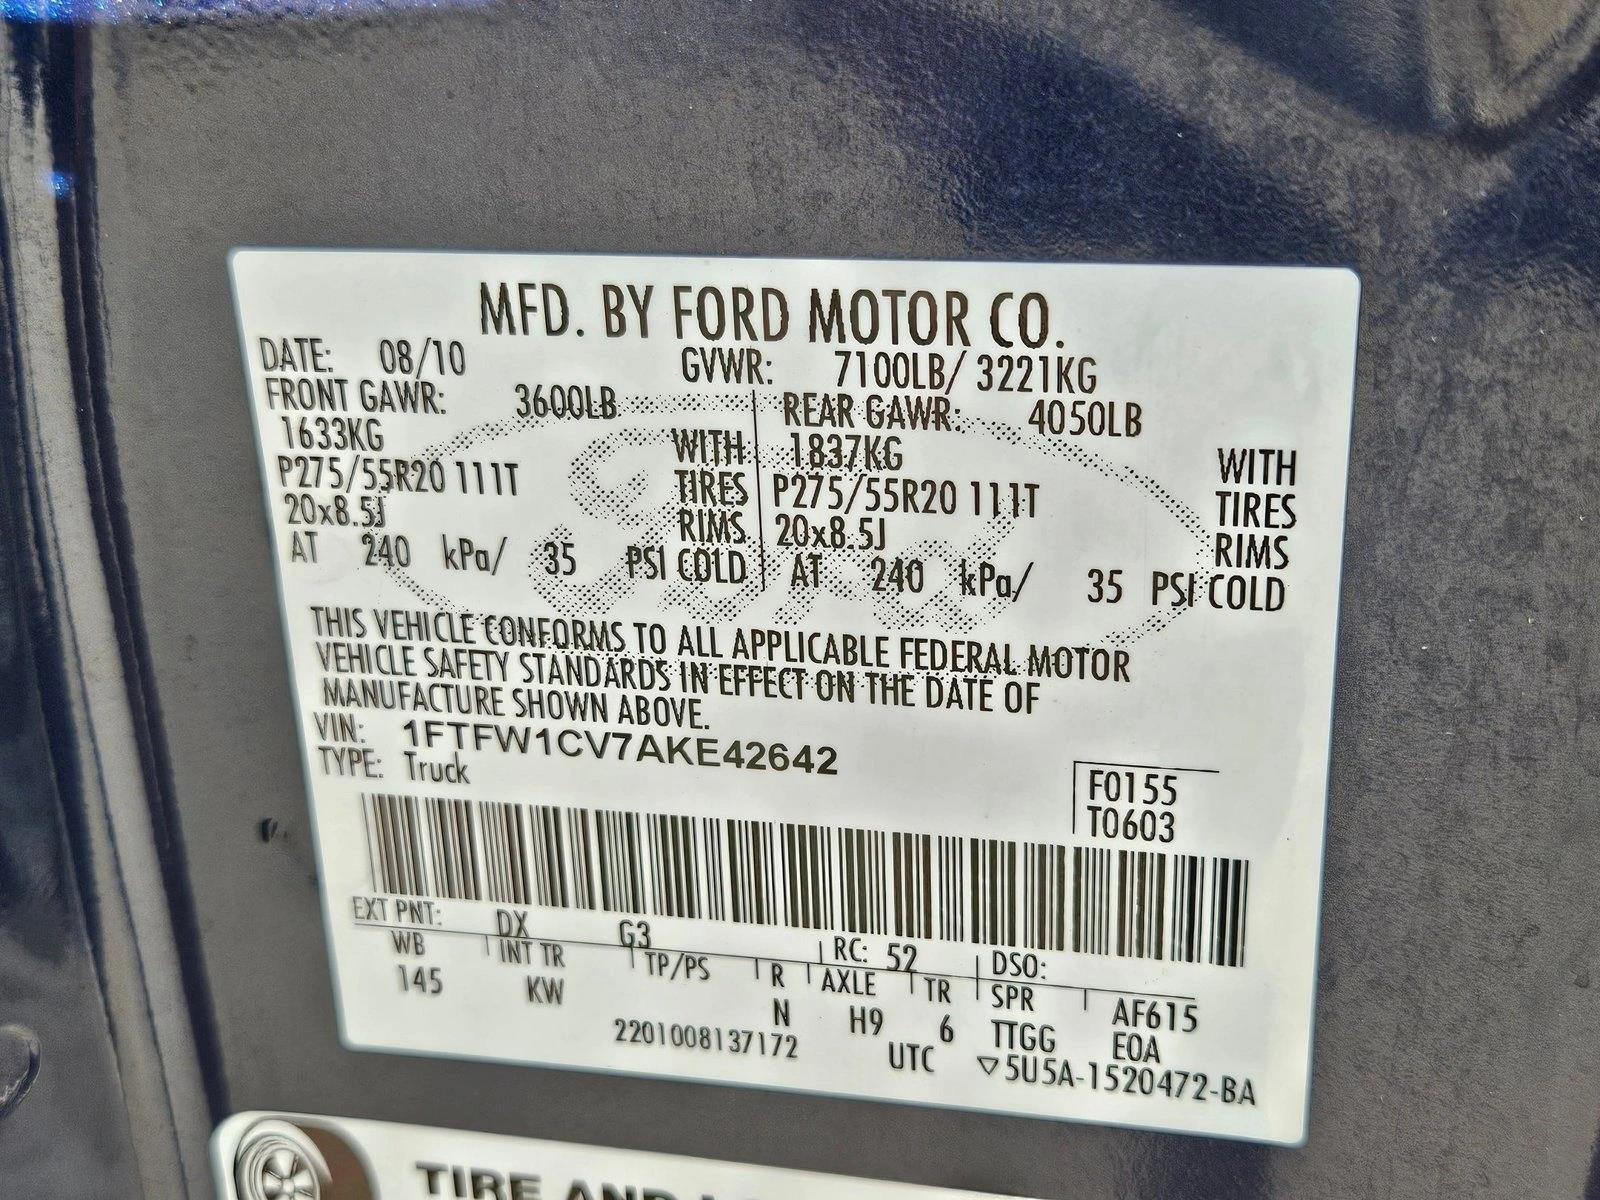 MFD. BY FORD MOTOR CO.
DATE: 08/10 GVWR: 7100LB/ 3221KG
FRONT GAWR: 3600LB REAR GAWR: 4050LB
1633KG WITH 1837KG WITH
P275/55R20 111T TIRES P275/55R20 111T TIRES
20x8.5J RIMS 20x8.5J RIMS
AT 240 kPa/ 35 PSI COLD AT 240 kPa/ 35 PSI COLD
THIS VEHICLE CONFORMS TO ALL APPLICABLE FEDERAL MOTOR
VEHICLE SAFETY STANDARDS IN EFFECT ON THE DATE OF
MANUFACTURE SHOWN ABOVE.
VIN: 1FTFW1CV7AKE42642
TYPE: Truck
F0155
T0603
EXT PNT: DX G3 RC: 52 DSO:
WB INT TR TP/PS R AXLE TR SPR AF615
145 KW N H9 6 TTGG E0A
2201008137172 UTC ▽5U5A-1520472-BA
TIRE AND